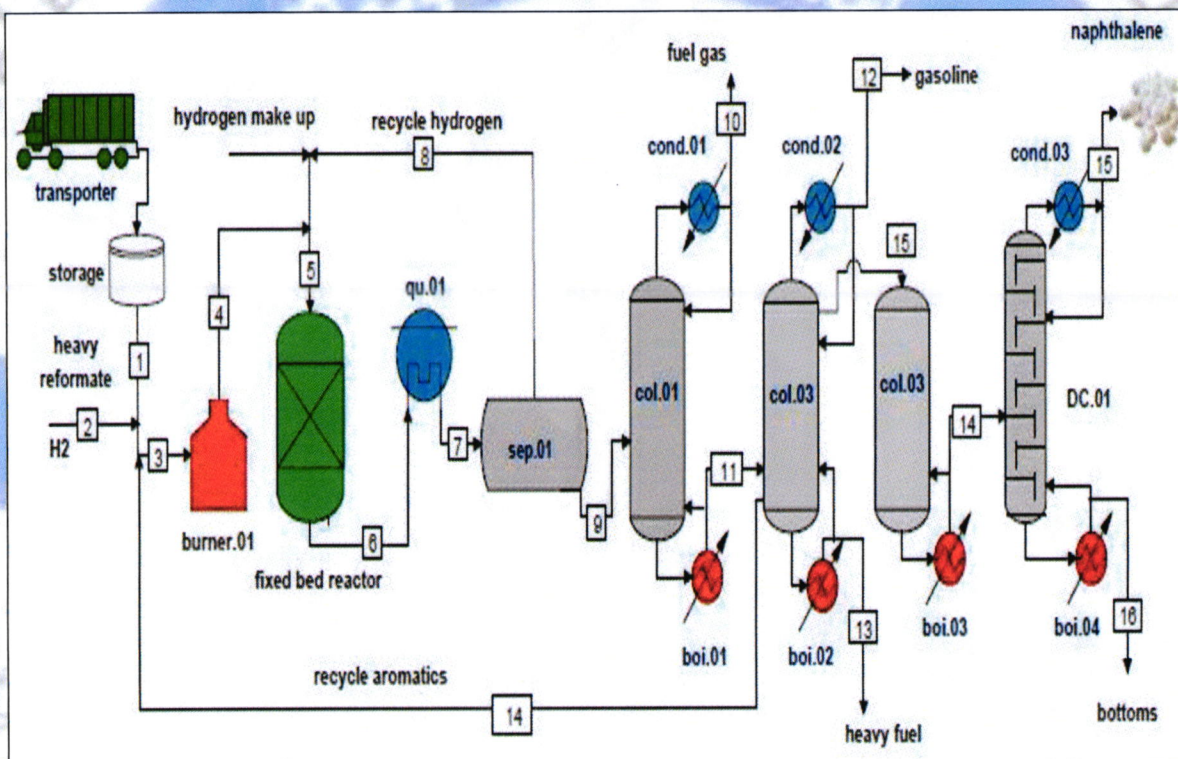 naphthalene
fuel gas
12
gasoline
hydrogen make up
recycle hydrogen
8
10
cond.01
cond.02
cond.03
15
transporter
storage
4
5
qu.01
15
heavy
reformate
1
2
H2
3
burner.01
fixed bed reactor
6
7
sep.01
9
col.01
11
col.03
col.03
14
DC.01
boi.01
boi.02
13
boi.03
boi.04
16
recycle aromatics
14
heavy fuel
bottoms